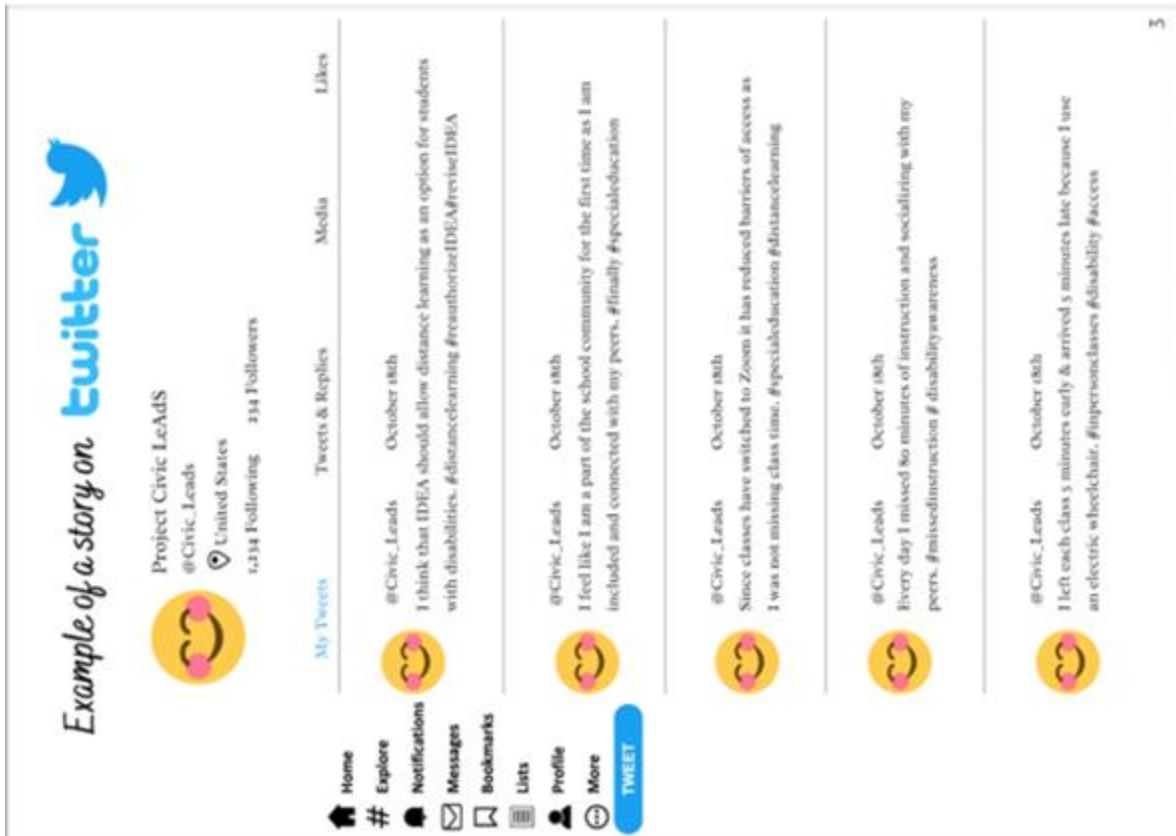 Example of a story on twitter
Project Civic LeAdS
@Civic_Leads
United States
1,134 Following 234 Followers
My Tweets Tweets & Replies Media Likes
Home
Explore
Notifications
Messages
Bookmarks
Lists
Profile
More
TWEET
@Civic_Leads October 18th
I think that IDEA should allow distance learning as an option for students
with disabilities. #distancelearning #reauthorizeIDEA#reviseIDEA
@Civic_Leads October 18th
I feel like I am a part of the school community for the first time as I am
included and connected with my peers. #finally #specialeducation
@Civic_Leads October 18th
Since classes have switched to Zoom it has reduced barriers of access as
I was not missing class time. #specialeducation #distancelearning
@Civic_Leads October 18th
Every day I missed 80 minutes of instruction and socializing with my
peers. #missedinstruction # disabilityawareness
@Civic_Leads October 18th
I left each class 5 minutes early & arrived 5 minutes late because I use
an electric wheelchair. #inpersonclasses #disability #access
3